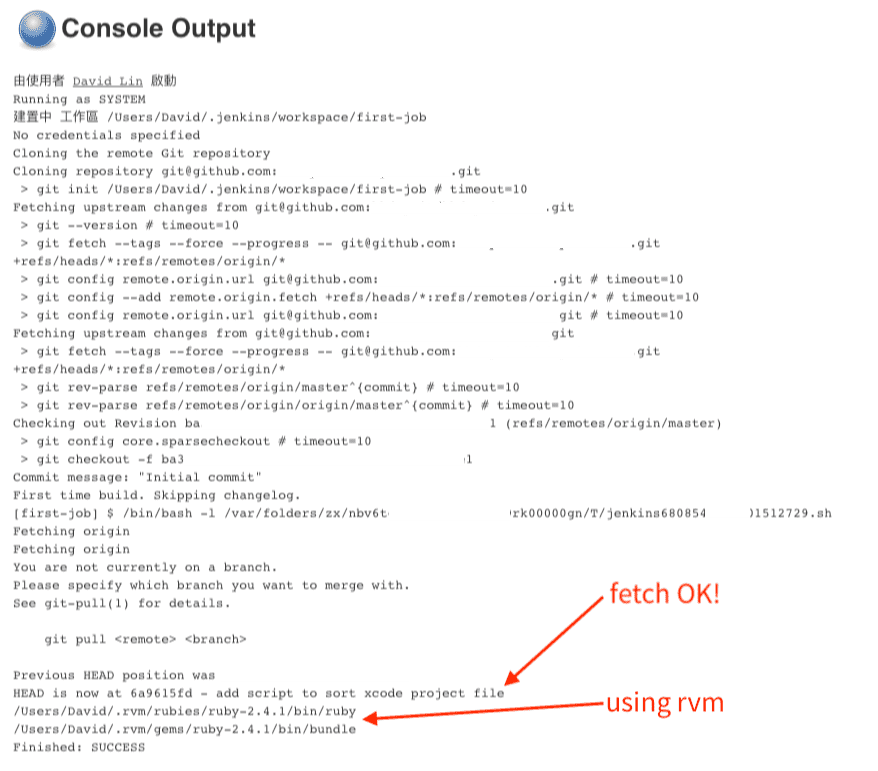 Console Output
由使用者 David Lin 啟動
Running as SYSTEM
建置中 工作區 /Users/David/.jenkins/workspace/first-job
No credentials specified
Cloning the remote Git repository
Cloning repository git@github.com: .git
> git init /Users/David/.jenkins/workspace/first-job # timeout=10
Fetching upstream changes from git@github.com: .git
> git --version # timeout=10
> git fetch --tags --force --progress -- git@github.com: .git
+refs/heads/*:refs/remotes/origin/*
> git config remote.origin.url git@github.com: .git # timeout=10
> git config --add remote.origin.fetch +refs/heads/*:refs/remotes/origin/* # timeout=10
> git config remote.origin.url git@github.com: git # timeout=10
Fetching upstream changes from git@github.com: git
> git fetch --tags --force --progress -- git@github.com: git
+refs/heads/*:refs/remotes/origin/*
> git rev-parse refs/remotes/origin/master^{commit} # timeout=10
> git rev-parse refs/remotes/origin/origin/master^{commit} # timeout=10
Checking out Revision ba 1 (refs/remotes/origin/master)
> git config core.sparsecheckout # timeout=10
> git checkout -f ba3 1
Commit message: "Initial commit"
First time build. Skipping changelog.
[first-job] $ /bin/bash -l /var/folders/zx/nbv6t rk00000gn/T/jenkins680854 )1512729.sh
Fetching origin
Fetching origin
You are not currently on a branch.
Please specify which branch you want to merge with.
See git-pull(1) for details.
git pull <remote> <branch>
fetch OK!
Previous HEAD position was
HEAD is now at 6a9615fd - add script to sort xcode project file
/Users/David/.rvm/rubies/ruby-2.4.1/bin/ruby
using rvm
/Users/David/.rvm/gems/ruby-2.4.1/bin/bundle
Finished: SUCCESS